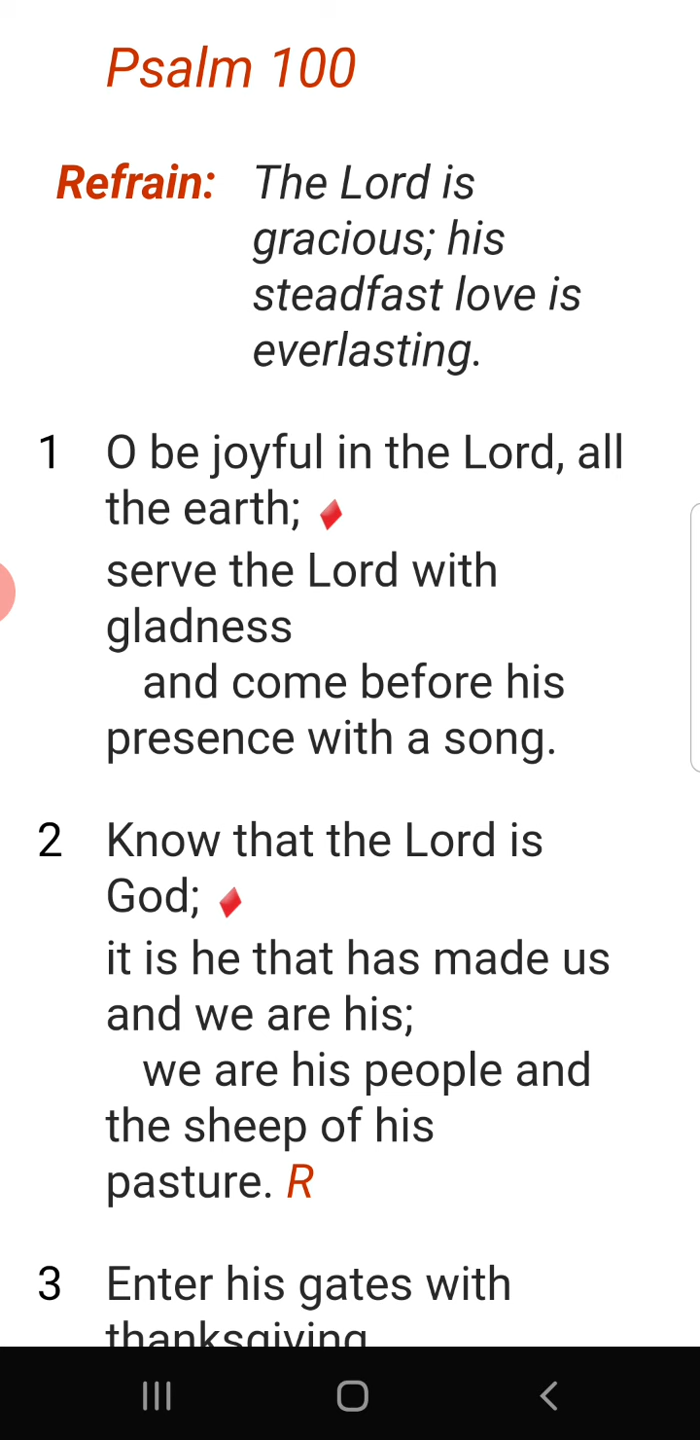 Psalm 100
Refrain: The Lord is
gracious; his
steadfast love is
everlasting.
1 O be joyful in the Lord, all
the earth; ♦
serve the Lord with
gladness
and come before his
presence with a song.
2 Know that the Lord is
God; ♦
it is he that has made us
and we are his;
we are his people and
the sheep of his
pasture. R
3 Enter his gates with
thanksgiving